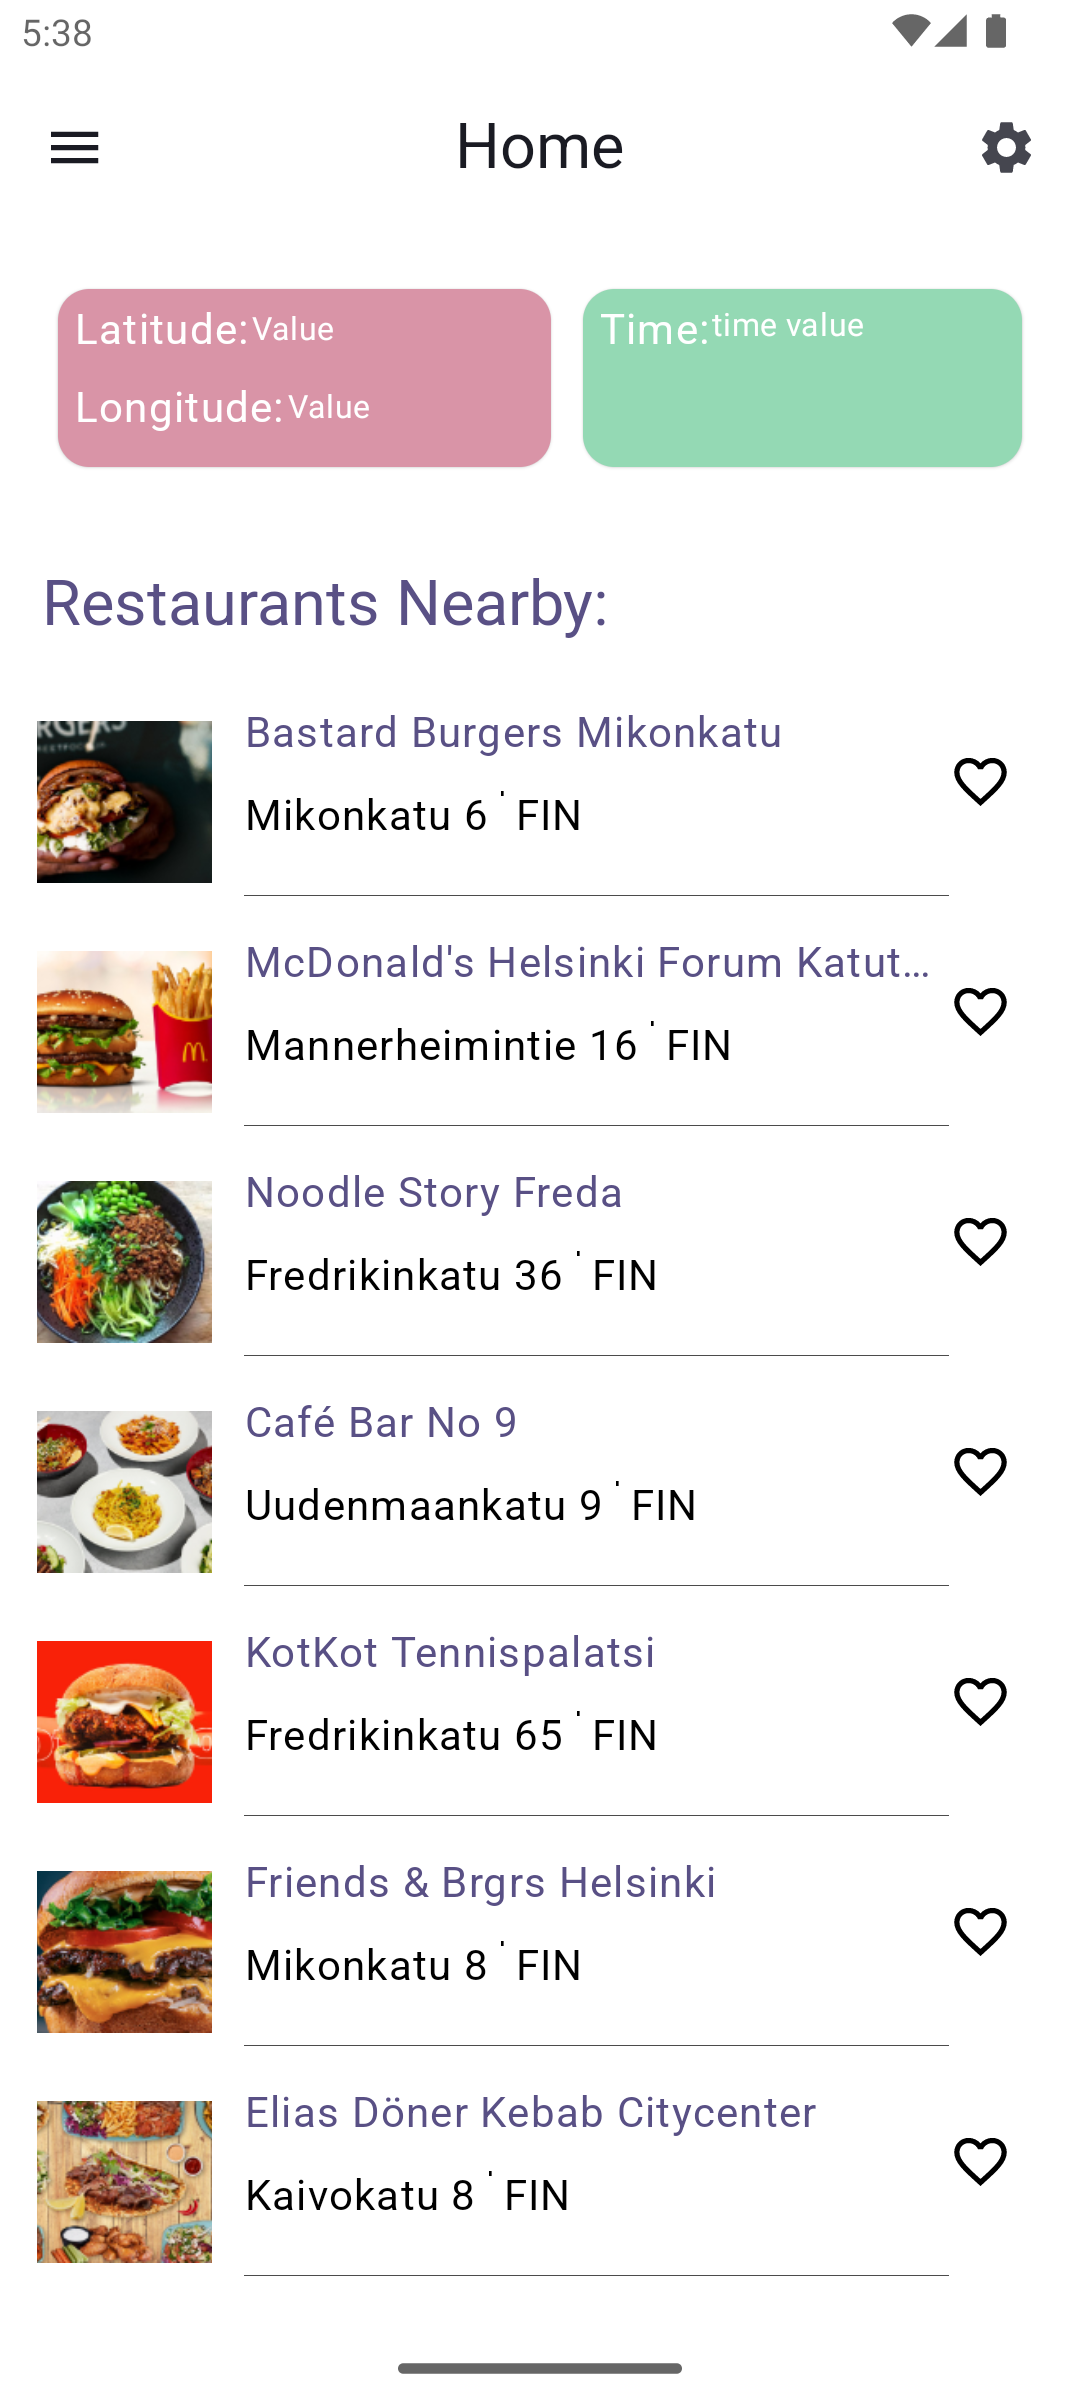 5:38
Home
Latitude: Value
Longitude: Value
Time: time value
Restaurants Nearby:
Bastard Burgers Mikonkatu
Mikonkatu 6 ' FIN
McDonald's Helsinki Forum Katut…
Mannerheimintie 16 ' FIN
Noodle Story Freda
Fredrikinkatu 36 ' FIN
Café Bar No 9
Uudenmaankatu 9 ' FIN
KotKot Tennispalatsi
Fredrikinkatu 65 ' FIN
Friends & Brgrs Helsinki
Mikonkatu 8 ' FIN
Elias Döner Kebab Citycenter
Kaivokatu 8 ' FIN